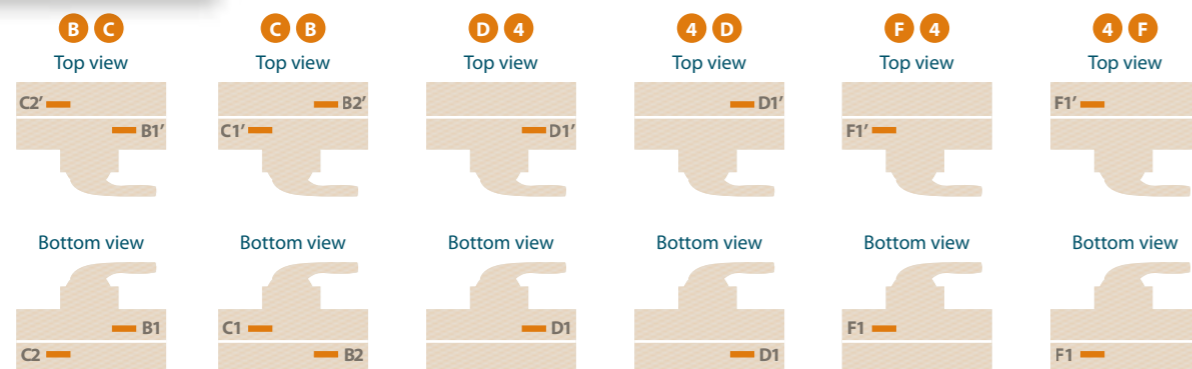 B C C B D 4 4 D F 4 4 F
Top view Top view Top view Top view Top view Top view
C2’ B2’ D1’ F1’
B1’ C1’ D1’ F1’
Bottom view Bottom view Bottom view Bottom view Bottom view Bottom view
B1 C1 D1 F1
C2 B2 D1 F1